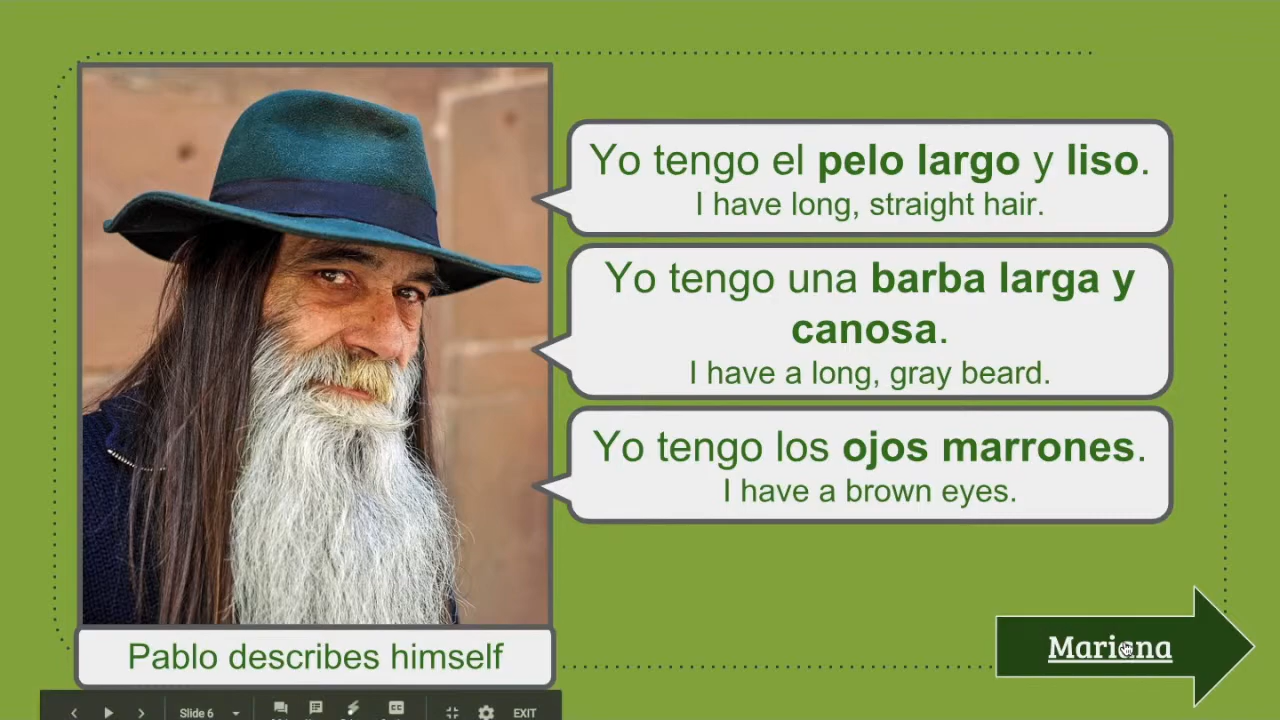 Yo tengo el pelo largo y liso.
I have long, straight hair.
Yo tengo una barba larga y
canosa.
I have a long, gray beard.
Yo tengo los ojos marrones.
I have a brown eyes.
Pablo describes himself
Mariana
Slide 6
EXIT